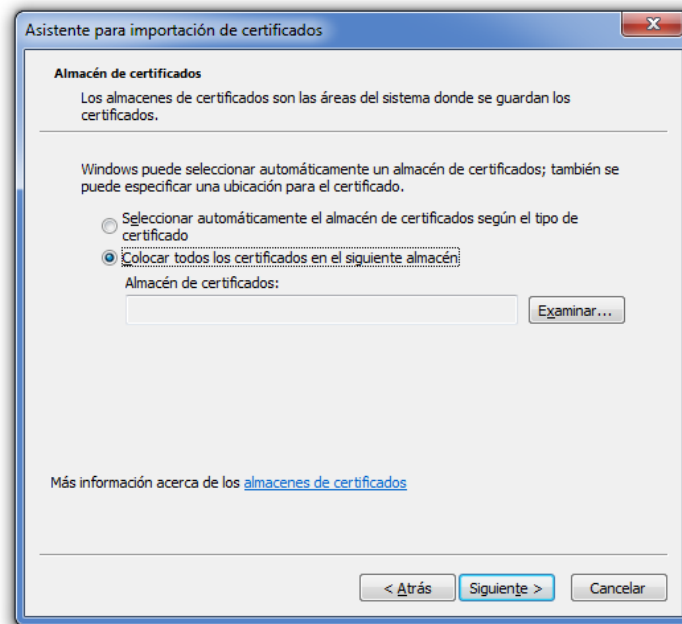 Asistente para importación de certificados
Almacén de certificados
Los almacenes de certificados son las áreas del sistema donde se guardan los
certificados.
Windows puede seleccionar automáticamente un almacén de certificados; también se
puede especificar una ubicación para el certificado.
Seleccionar automáticamente el almacén de certificados según el tipo de
certificado
Colocar todos los certificados en el siguiente almacén
Almacén de certificados:
Examinar...
Más información acerca de los almacenes de certificados
< Atrás Siguiente > Cancelar